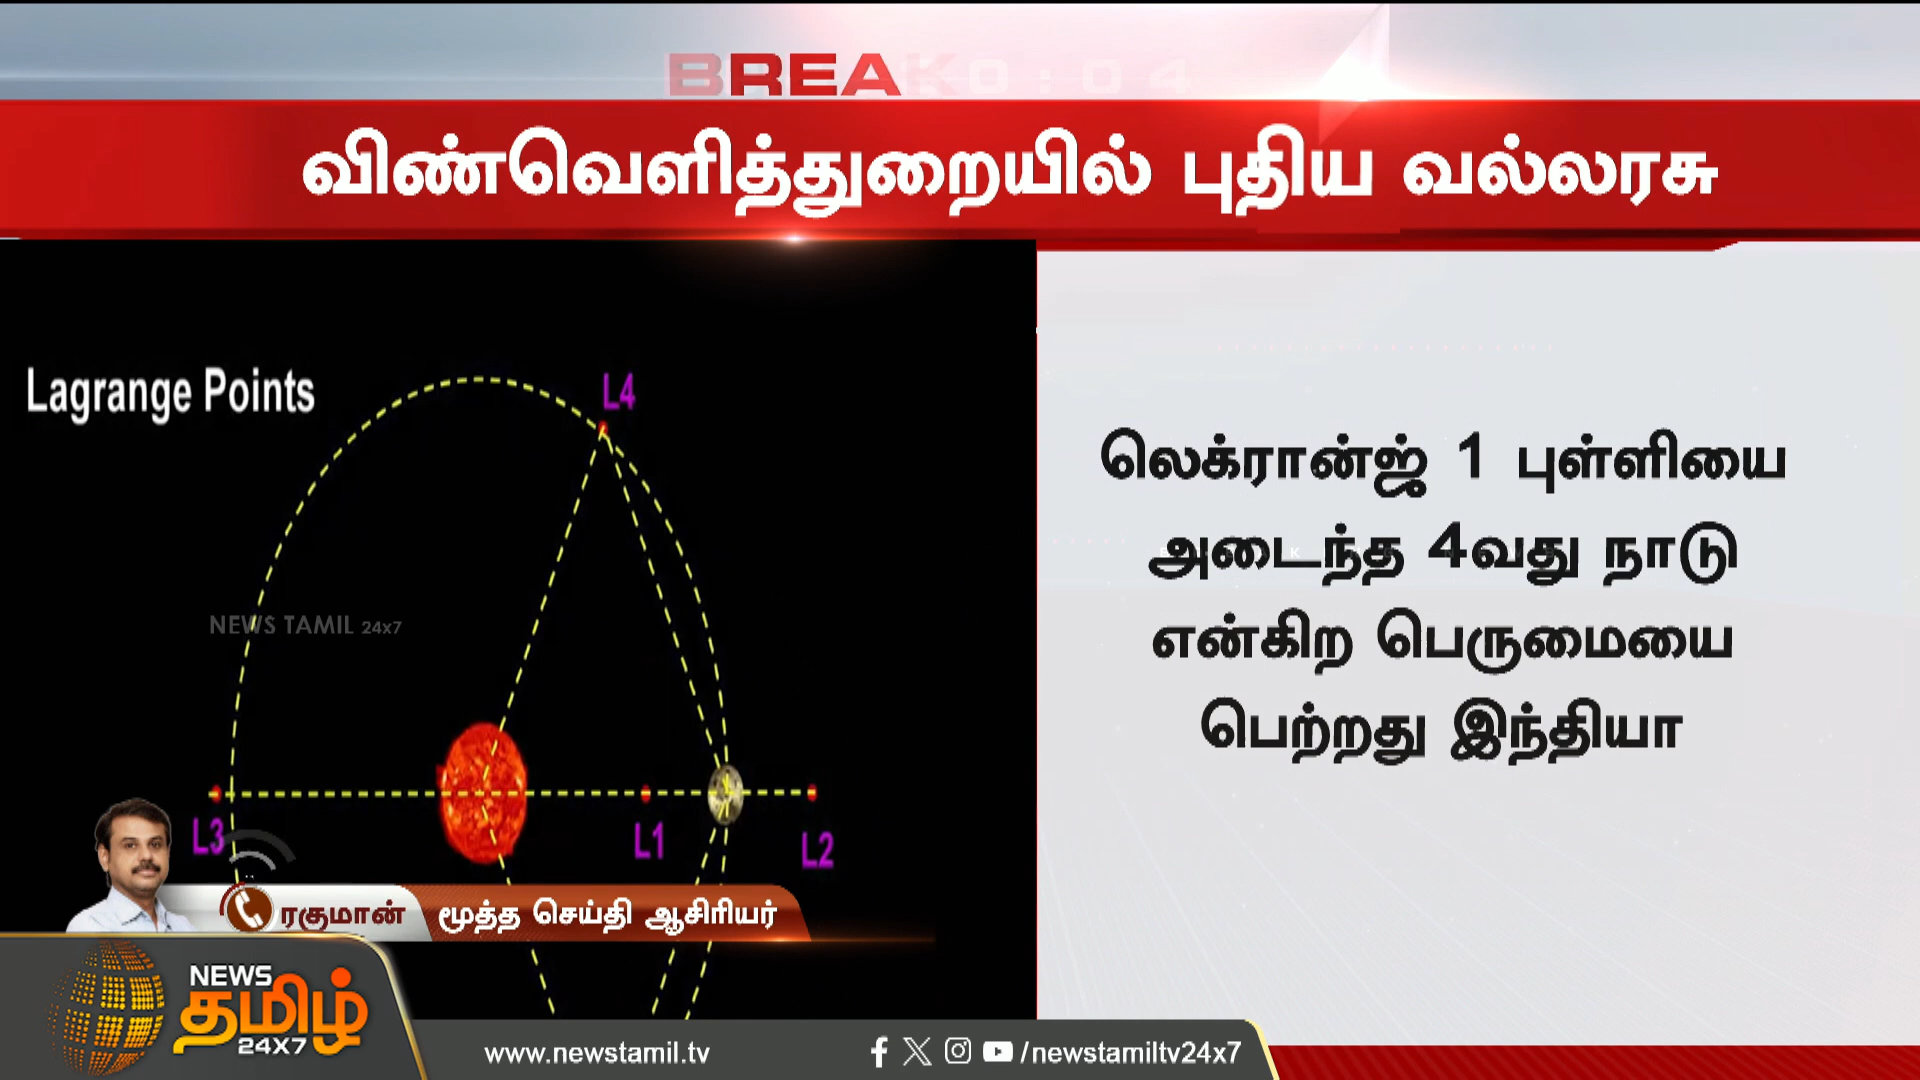 BREAK
விண்வெளித்துறையில் புதிய வல்லரசு
Lagrange Points
L4
லெக்ரான்ஜ் 1 புள்ளியை
அடைந்த 4வது நாடு
என்கிற பெருமையை
பெற்றது இந்தியா
NEWS TAMIL 24x7
L3
L1
L2
ரகுமான்
மூத்த செய்தி ஆசிரியர்
NEWS
தமிழ்
24X7
www.newstamil.tv
/newstamiltv24x7